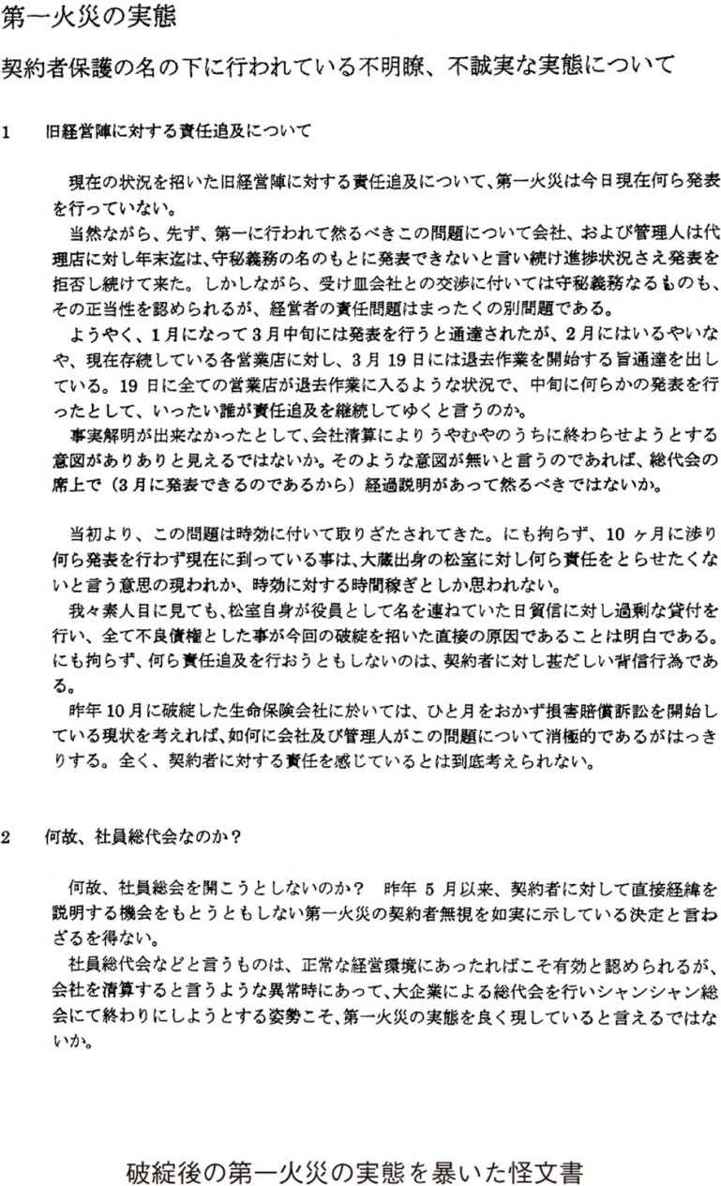 第一火災の実態
契約者保護の名の下に行われている不明瞭、不誠実な実態について
1 旧経営陣に対する責任追及について
現在の状況を招いた旧経営陣に対する責任追及について、第一火災は今日現在何ら発表
を行っていない。
当然ながら、先ず、第一に行われて然るべきこの問題について会社、および管理人は代
理店に対し年末迄は、守秘義務の名のもとに発表できないと言い続け進捗状況さえ発表を
拒否し続けて来た。しかしながら、受け皿会社との交渉に付いては守秘義務なるものも、
その正当性を認められるが、経営者の責任問題はまったくの別問題である。
ようやく、1月になって3月中旬には発表を行うと通達されたが、2月にはいるやいな
や、現在存続している各営業店に対し、3月19日には退去作業を開始する旨通達を出し
ている。19日に全ての営業店が退去作業に入るような状況で、中旬に何らかの発表を行
ったとして、いったい誰が責任追及を継続してゆくと言うのか。
事実解明が出来なかったとして、会社清算によりうやむやのうちに終わらせようとする
意図がありありと見えるではないか。そのような意図が無いと言うのであれば、総代会の
席上で（3月に発表できるのであるから）経過説明があって然るべきではないか。
当初より、この問題は時効に付いて取りざたされてきた。にも拘らず、10ヶ月に渉り
何ら発表を行わず現在に到っている事は、大蔵出身の松室に対し何ら責任をとらせたくな
いと言う意思の現われか、時効に対する時間稼ぎとしか思われない。
我々素人目に見ても、松室自身が役員として名を連ねていた日貿信に対し過剰な貸付を
行い、全て不良債権とした事が今回の破綻を招いた直接の原因であることは明白である。
にも拘らず、何ら責任追及を行おうともしないのは、契約者に対し甚だしい背信行為であ
る。
昨年10月に破綻した生命保険会社に於いては、ひと月をおかず損害賠償訴訟を開始し
ている現状を考えれば、如何に会社及び管理人がこの問題について消極的であるがはっき
りする。全く、契約者に対する責任を感じているとは到底考えられない。
2 何故、社員総代会なのか？
何故、社員総会を開こうとしないのか？ 昨年5月以来、契約者に対して直接経緯を
説明する機会をもとうともしない第一火災の契約者無視を如実に示している決定と言わ
ざるを得ない。
社員総代会などと言うものは、正常な経営環境にあったればこそ有効と認められるが、
会社を清算すると言うような異常時にあって、大企業による総代会を行いシャンシャン総
会にて終わりにしようとする姿勢こそ、第一火災の実態を良く現していると言えるではな
いか。
破綻後の第一火災の実態を暴いた怪文書